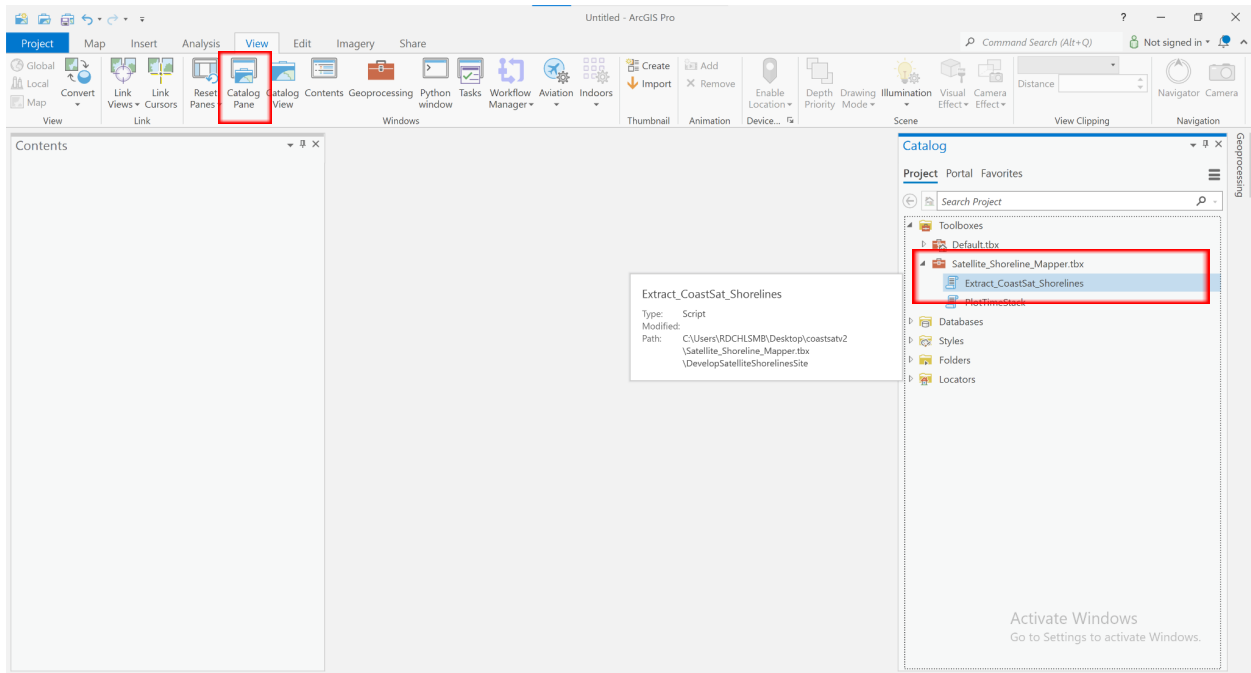 Untitled - ArcGIS Pro
?
Project Map Insert Analysis View Edit Imagery Share
Command Search (Alt+Q)
Not signed in
Global
Local
Map
Convert
Link Views
Link Cursors
Reset Panes
Catalog Pane
Catalog View
Contents
Geoprocessing
Python window
Tasks
Workflow Manager
Aviation
Indoors
Create
Import
Add
Remove
Enable Location
Depth Priority
Drawing Mode
Illumination
Visual Effect
Camera Effect
Distance
Navigator
Camera
View Link Windows Thumbnail Animation Device... Scene View Clipping Navigation
Contents
Catalog
Geoprocessing
Project Portal Favorites
Search Project
Toolboxes
Default.tbx
Satellite_Shoreline_Mapper.tbx
Extract_CoastSat_Shorelines
PlotTimeStack
Databases
Styles
Folders
Locators
Extract_CoastSat_Shorelines
Type: Script
Modified:
Path: C:\Users\RDCHLSMB\Desktop\coastsatv2
\Satellite_Shoreline_Mapper.tbx
\DevelopSatelliteShorelinesSite
Activate Windows
Go to Settings to activate Windows.